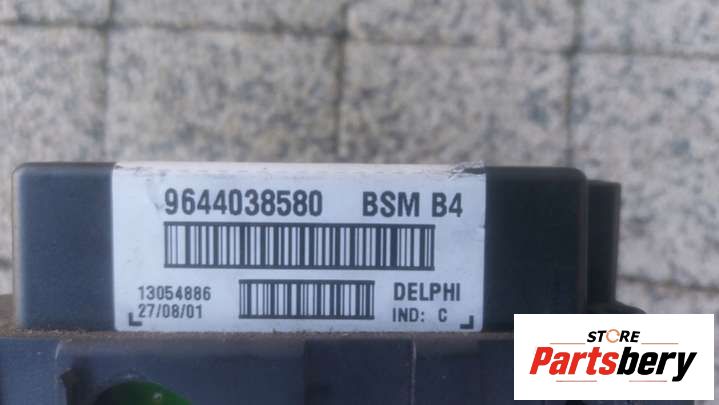 9644038580 BSM B4
13054886 DELPHI
27/08/01 IND: C
STORE
Partsbery